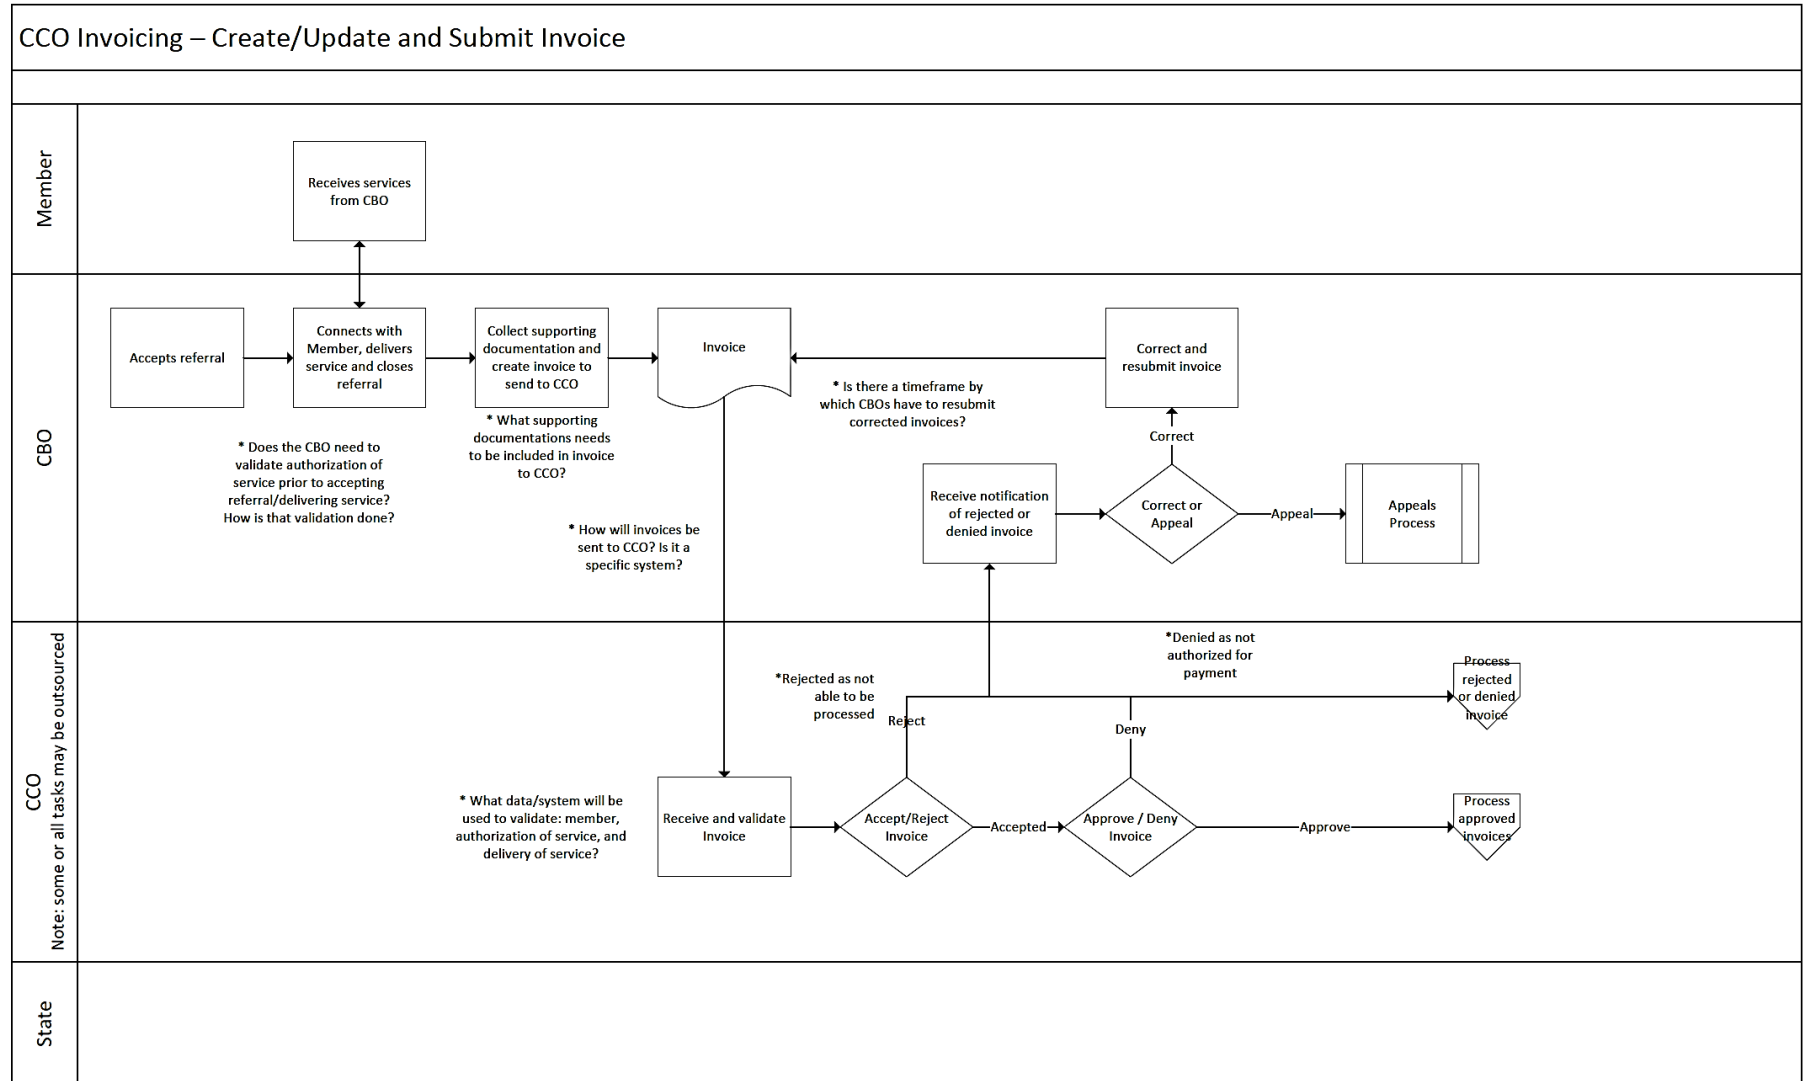 CCO Invoicing – Create/Update and Submit Invoice
Member
Receives services
from CBO
CBO
Accepts referral
Connects with
Member, delivers
service and closes
referral
Collect supporting
documentation and
create invoice to
send to CCO
Invoice
Correct and
resubmit invoice
* Is there a timeframe by
which CBOs have to resubmit
corrected invoices?
* What supporting
documentations needs
to be included in invoice
to CCO?
* Does the CBO need to
validate authorization of
service prior to accepting
referral/delivering service?
How is that validation done?
Correct
* How will invoices be
sent to CCO? Is it a
specific system?
Receive notification
of rejected or
denied invoice
Correct or
Appeal
Appeal
Appeals
Process
CCO
Note: some or all tasks may be outsourced
*Denied as not
authorized for
payment
*Rejected as not
able to be
processed
Reject
Deny
Process
rejected
or denied
invoice
* What data/system will be
used to validate: member,
authorization of service, and
delivery of service?
Receive and validate
Invoice
Accept/Reject
Invoice
Accepted
Approve / Deny
Invoice
Approve
Process
approved
invoices
State